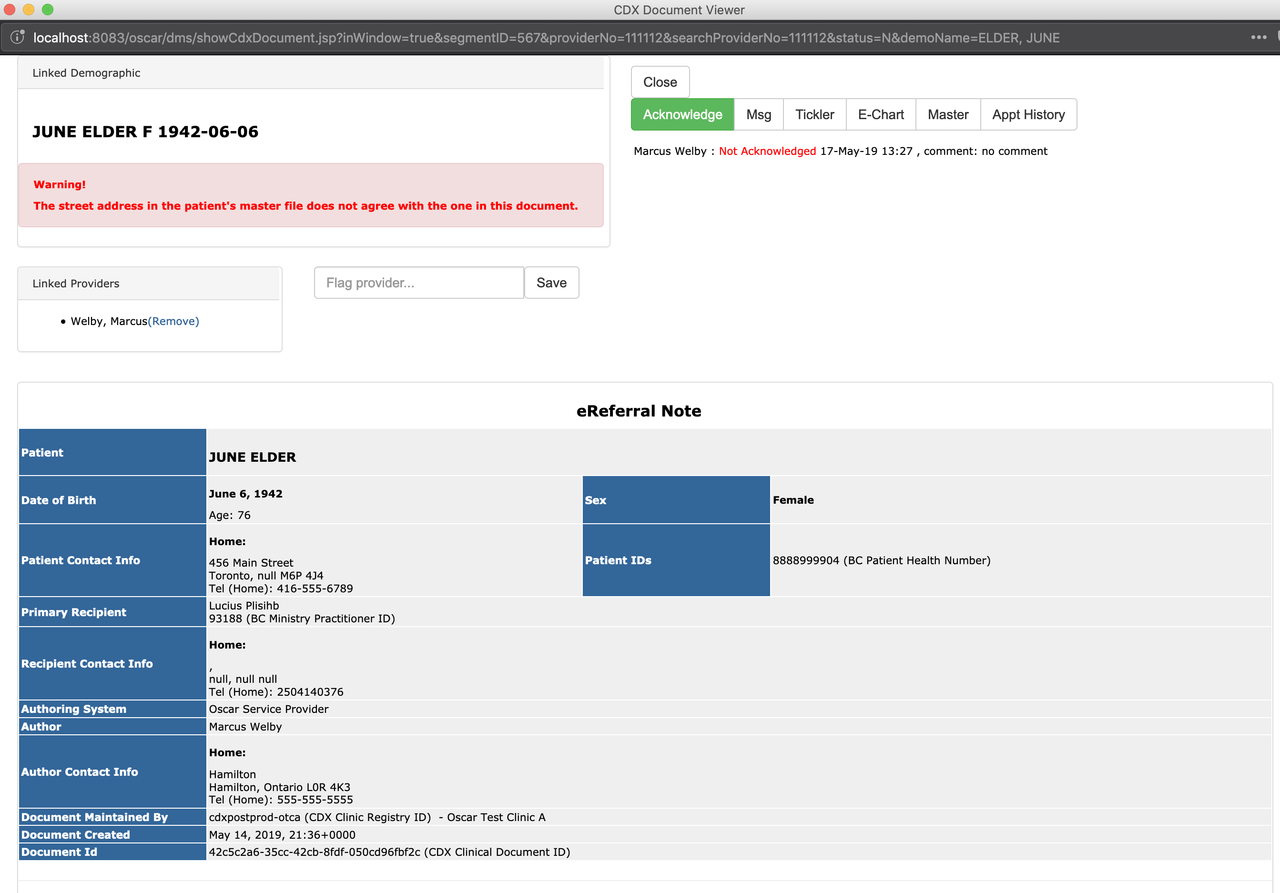 CDX Document Viewer
localhost:8083/oscar/dms/showCdxDocument.jsp?inWindow=true&segmentID=567&providerNo=111112&searchProviderNo=111112&status=N&demoName=ELDER, JUNE
Linked Demographic
JUNE ELDER F 1942-06-06
Warning!
The street address in the patient's master file does not agree with the one in this document.
Close
Acknowledge Msg Tickler E-Chart Master Appt History
Marcus Welby : Not Acknowledged 17-May-19 13:27 , comment: no comment
Linked Providers
• Welby, Marcus(Remove)
Flag provider... Save
eReferral Note
Patient JUNE ELDER
Date of Birth June 6, 1942
Age: 76
Sex Female
Patient Contact Info Home:
456 Main Street
Toronto, null M6P 4J4
Tel (Home): 416-555-6789
Patient IDs 8888999904 (BC Patient Health Number)
Primary Recipient Lucius Plisihb
93188 (BC Ministry Practitioner ID)
Recipient Contact Info Home:
,
null, null null
Tel (Home): 2504140376
Authoring System Oscar Service Provider
Author Marcus Welby
Author Contact Info Home:
Hamilton
Hamilton, Ontario L0R 4K3
Tel (Home): 555-555-5555
Document Maintained By cdxpostprod-otca (CDX Clinic Registry ID) - Oscar Test Clinic A
Document Created May 14, 2019, 21:36+0000
Document Id 42c5c2a6-35cc-42cb-8fdf-050cd96fbf2c (CDX Clinical Document ID)